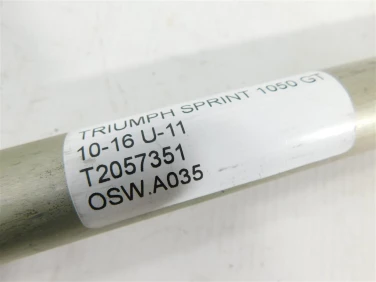 TRIUMPH SPRINT 1050 GT
10-16 U-11
T2057351
OSW.A035